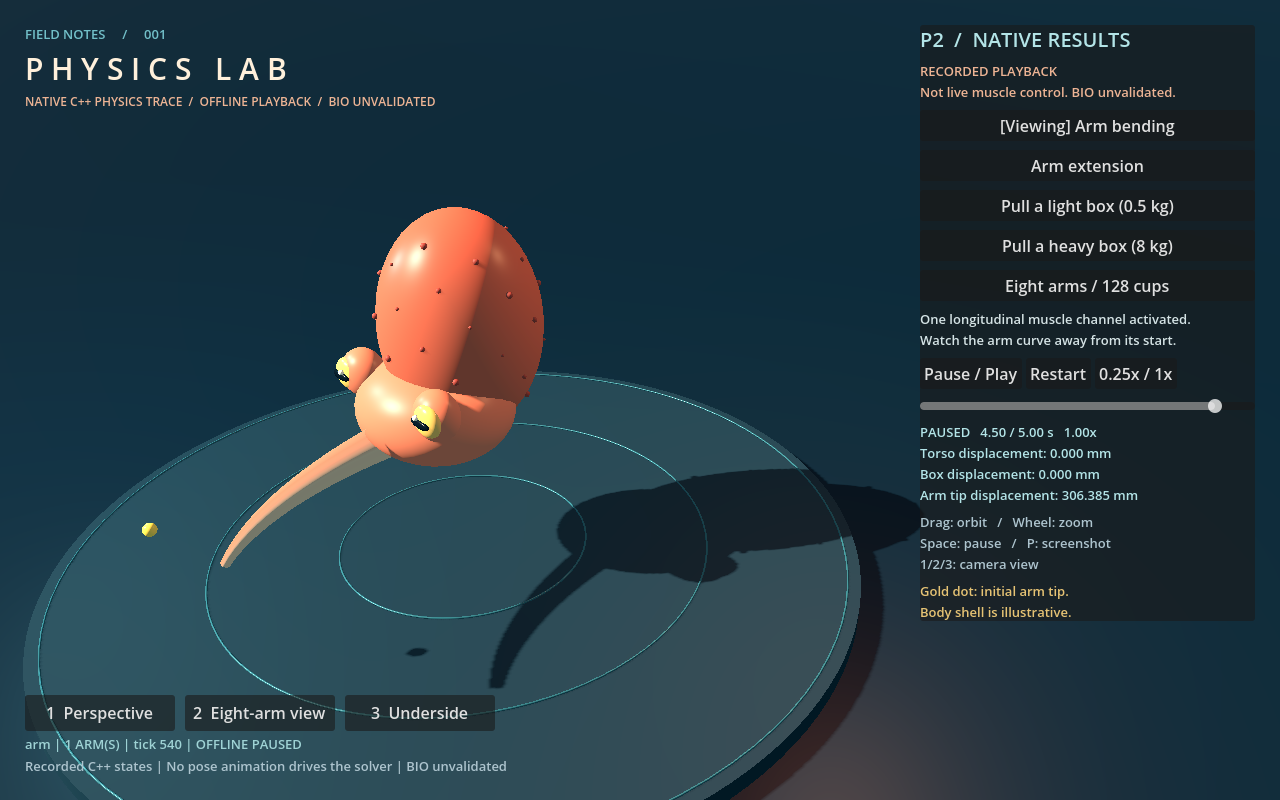 FIELD NOTES / 001
PHYSICS LAB
NATIVE C++ PHYSICS TRACE / OFFLINE PLAYBACK / BIO UNVALIDATED
P2 / NATIVE RESULTS
RECORDED PLAYBACK
Not live muscle control. BIO unvalidated.
[Viewing] Arm bending
Arm extension
Pull a light box (0.5 kg)
Pull a heavy box (8 kg)
Eight arms / 128 cups
One longitudinal muscle channel activated.
Watch the arm curve away from its start.
Pause / Play Restart 0.25x / 1x
PAUSED 4.50 / 5.00 s 1.00x
Torso displacement: 0.000 mm
Box displacement: 0.000 mm
Arm tip displacement: 306.385 mm
Drag: orbit / Wheel: zoom
Space: pause / P: screenshot
1/2/3: camera view
Gold dot: initial arm tip.
Body shell is illustrative.
1 Perspective 2 Eight-arm view 3 Underside
arm | 1 ARM(S) | tick 540 | OFFLINE PAUSED
Recorded C++ states | No pose animation drives the solver | BIO unvalidated